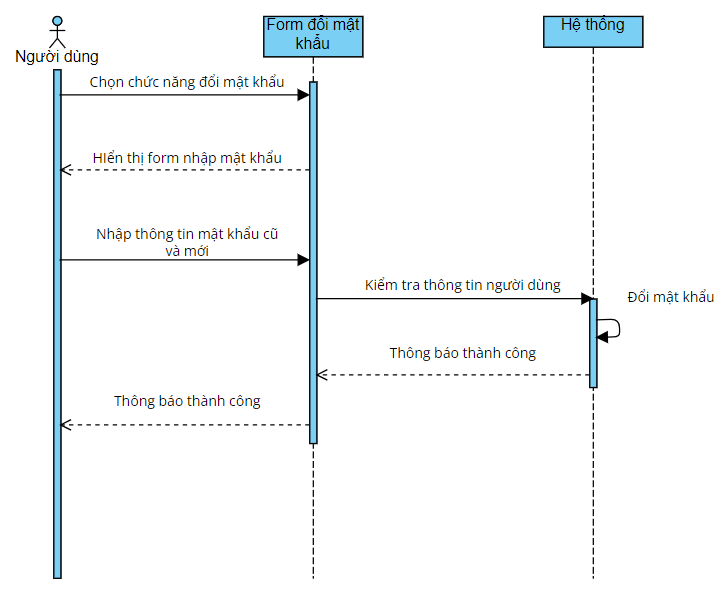 Người dùng
Form đổi mật
khẩu
Hệ thống
Chọn chức năng đổi mật khẩu
HIển thị form nhập mật khẩu
Nhập thông tin mật khẩu cũ
và mới
Kiểm tra thông tin người dùng
Đổi mật khẩu
Thông báo thành công
Thông báo thành công